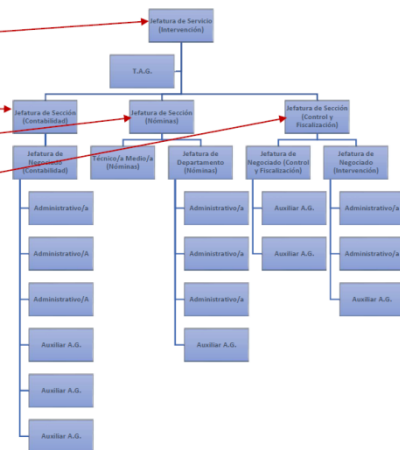 Jefatura de Servicio
(Intervención)
T.A.G.
Jefatura de Sección
(Contabilidad)
Jefatura de Sección
(Nóminas)
Jefatura de Sección
(Control y
Fiscalización)
Jefatura de
Negociado
(Contabilidad)
Técnico/a Medio/a
(Nóminas)
Jefatura de
Departamento
(Nóminas)
Jefatura de
Negociado (Control
y Fiscalización)
Jefatura de
Negociado
(Intervención)
Administrativo/a
Administrativo/a
Auxiliar A.G.
Administrativo/a
Administrativo/A
Administrativo/a
Auxiliar A.G.
Administrativo/a
Administrativo/A
Administrativo/a
Auxiliar A.G.
Auxiliar A.G.
Auxiliar A.G.
Auxiliar A.G.
Auxiliar A.G.